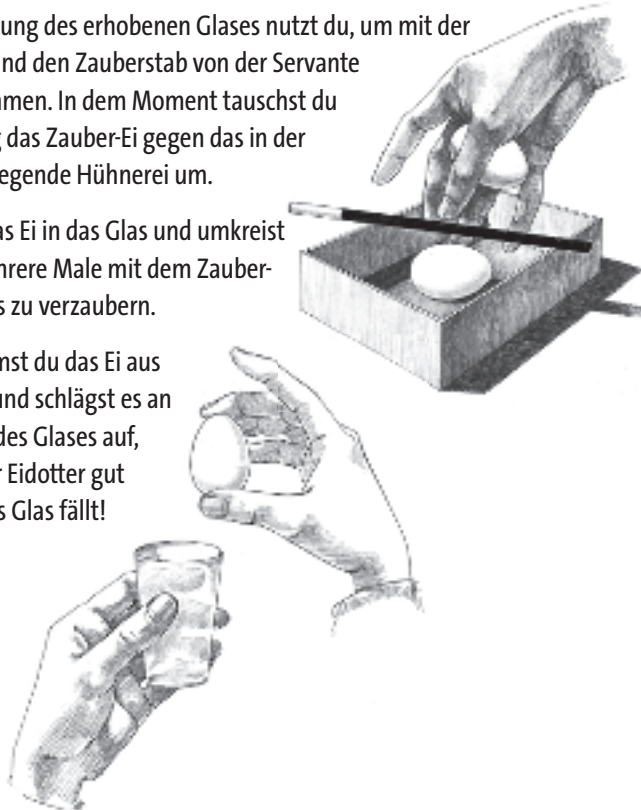 ung des erhobenen Glases nutzt du, um mit der
nd den Zauberstab von der Servante
men. In dem Moment tauschst du
das Zauber-Ei gegen das in der
egende Hühnerei um.
as Ei in das Glas und umkreist
hrere Male mit dem Zauber-
s zu verzaubern.
mst du das Ei aus
und schlägst es an
des Glases auf,
r Eidotter gut
s Glas fällt!